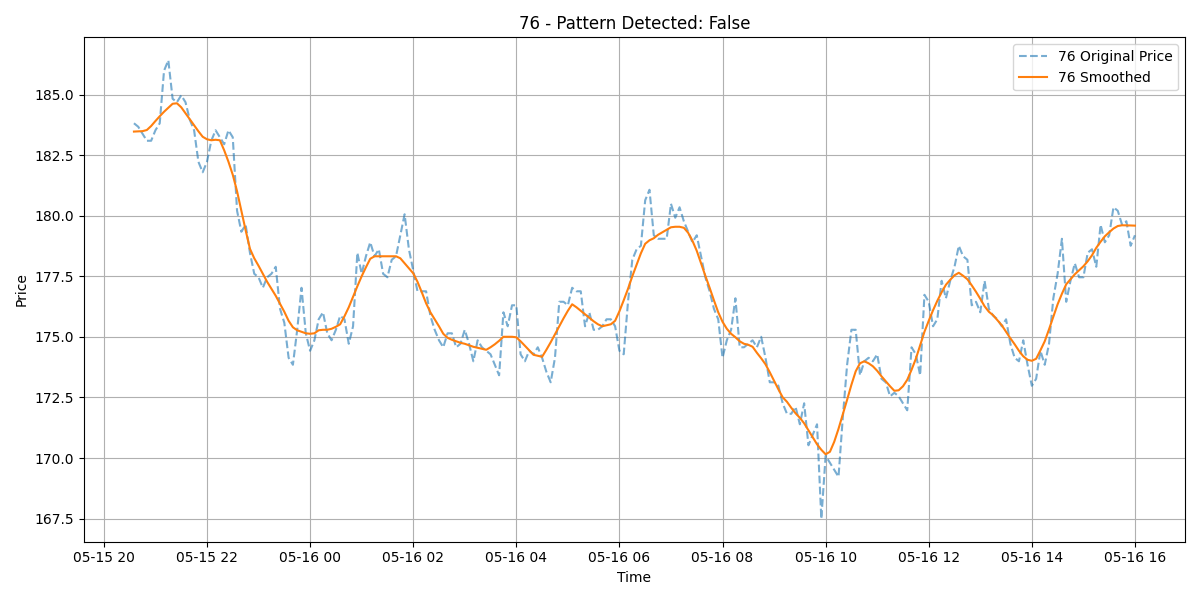 76 - Pattern Detected: False
76 Original Price
76 Smoothed
Price
185.0
182.5
180.0
177.5
175.0
172.5
170.0
167.5
05-15 20 05-15 22 05-16 00 05-16 02 05-16 04 05-16 06 05-16 08 05-16 10 05-16 12 05-16 14 05-16 16
Time